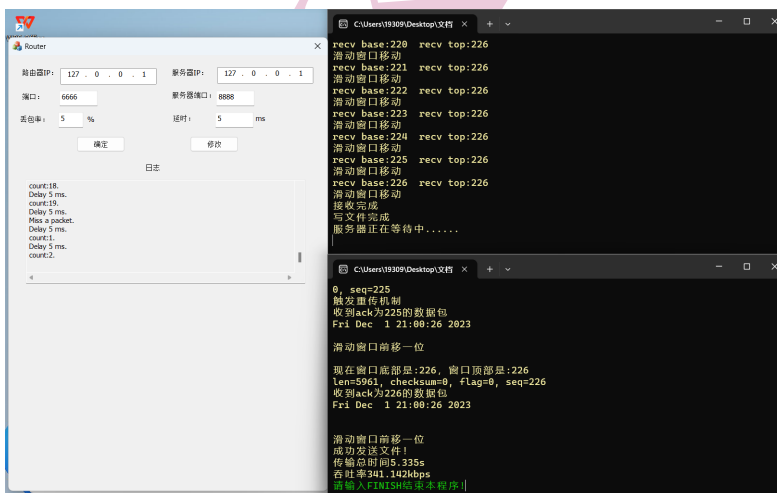 Router
路由器IP: 127 . 0 . 0 . 1 服务器IP: 127 . 0 . 0 . 1
端口: 6666 服务器端口: 8888
丢包率: 5 % 延时: 5 ms
确定 修改
日志
count:18.
Delay 5 ms.
count:19.
Delay 5 ms.
Miss a packet.
Delay 5 ms.
count:1.
Delay 5 ms.
count:2.
C:\Users\19309\Desktop\文档
recv base:220 recv top:226
滑动窗口移动
recv base:221 recv top:226
滑动窗口移动
recv base:222 recv top:226
滑动窗口移动
recv base:223 recv top:226
滑动窗口移动
recv base:224 recv top:226
滑动窗口移动
recv base:225 recv top:226
滑动窗口移动
recv base:226 recv top:226
滑动窗口移动
接收完成
写文件完成
服务器正在等待中......
C:\Users\19309\Desktop\文档
0, seq=225
触发重传机制
收到ack为225的数据包
Fri Dec 1 21:00:26 2023
滑动窗口前移一位
现在窗口底部是:226, 窗口顶部是:226
len=5961, checksum=0, flag=0, seq=226
收到ack为226的数据包
Fri Dec 1 21:00:26 2023
滑动窗口前移一位
成功发送文件!
传输总时间5.335s
吞吐率341.142kbps
请输入FINISH结束本程序!